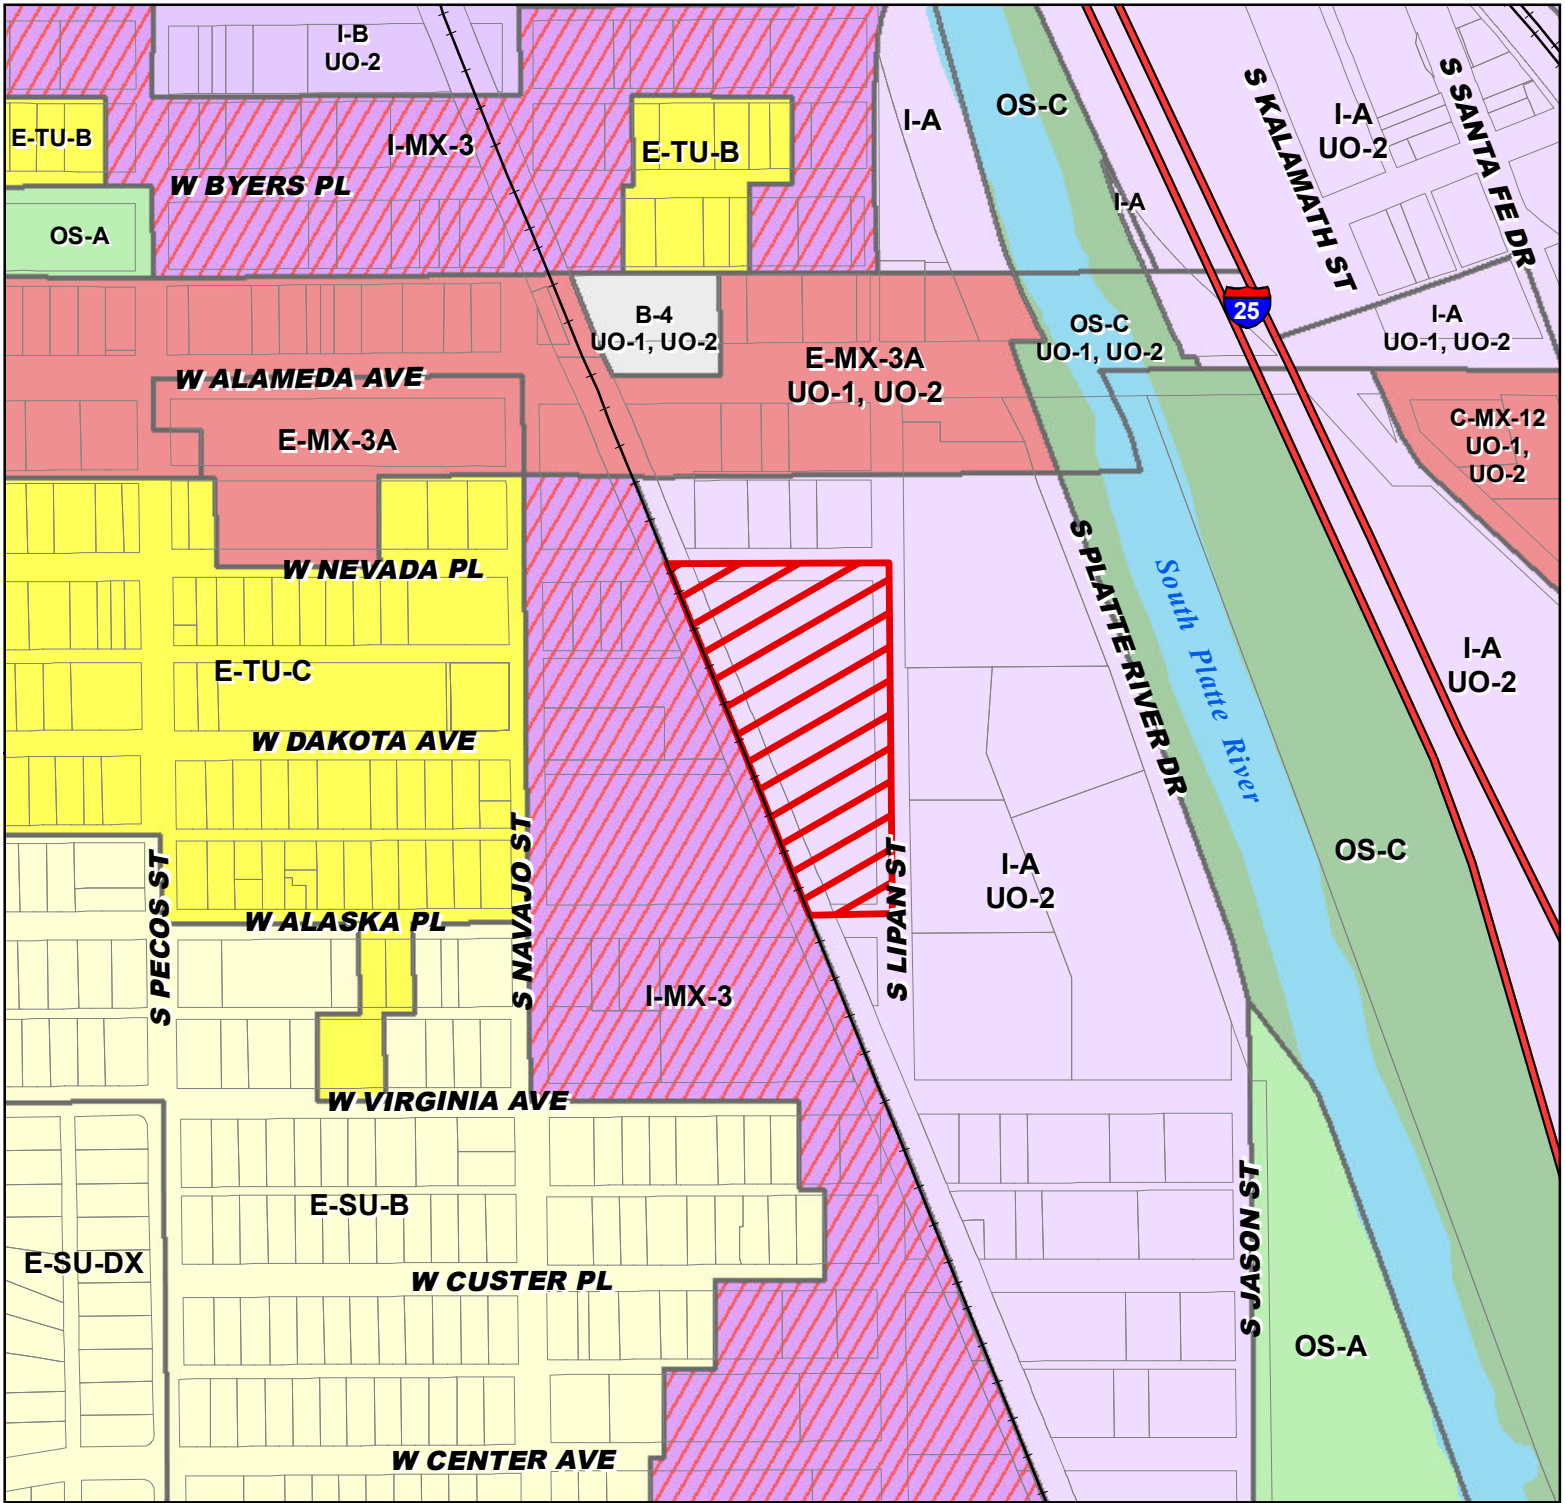 I-B
UO-2
E-TU-B
I-MX-3
E-TU-B
I-A
OS-C
I-A
UO-2
S KALAMATH ST
S SANTA FE DR
W BYERS PL
OS-A
I-A
25
B-4
UO-1, UO-2
OS-C
UO-1, UO-2
I-A
UO-1, UO-2
E-MX-3A
UO-1, UO-2
W ALAMEDA AVE
E-MX-3A
C-MX-12
UO-1,
UO-2
W NEVADA PL
S PLATTE RIVER DR
South Platte River
E-TU-C
I-A
UO-2
W DAKOTA AVE
S PECOS ST
S NAVAJO ST
S LIPAN ST
I-A
UO-2
OS-C
W ALASKA PL
I-MX-3
W VIRGINIA AVE
E-SU-B
E-SU-DX
W CUSTER PL
S JASON ST
OS-A
W CENTER AVE